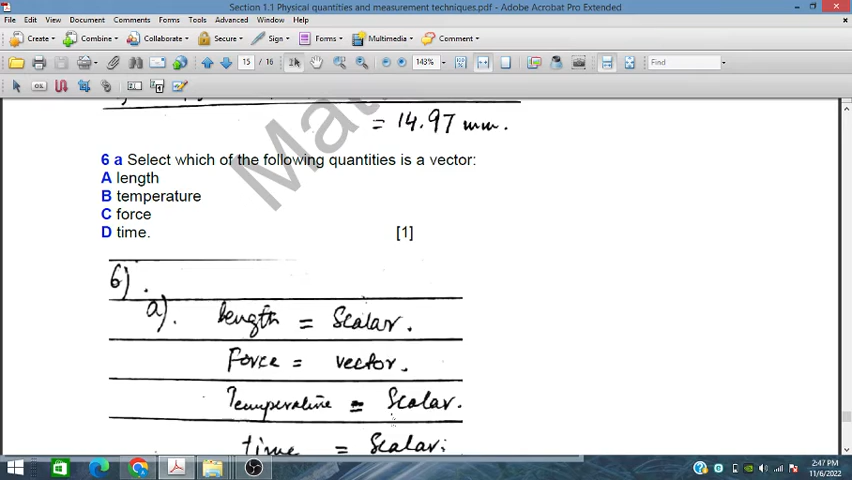 Section 1.1 Physical quantities and measurement techniques.pdf - Adobe Acrobat Pro Extended
File Edit View Document Comments Forms Tools Advanced Window Help
Create Combine Collaborate Secure Sign Forms Multimedia Comment
15 / 16 143% Find
= 14.97 mm.
6 a Select which of the following quantities is a vector:
A length
B temperature
C force
D time. [1]
6).
a). Length = Scalar.
Force = vector.
Temperature = Scalar.
time = Scalar.
2:47 PM
11/6/2022